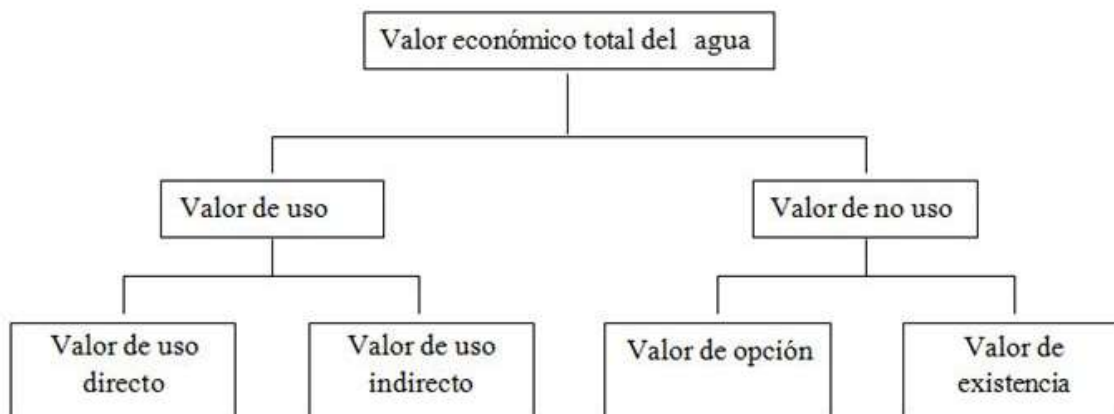 Valor económico total del agua
Valor de uso
Valor de no uso
Valor de uso
directo
Valor de uso
indirecto
Valor de opción
Valor de
existencia